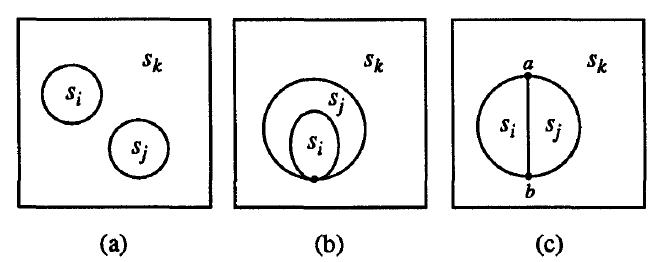 s_i s_j s_k
s_i s_j s_k
a b s_i s_j s_k
(a) (b) (c)